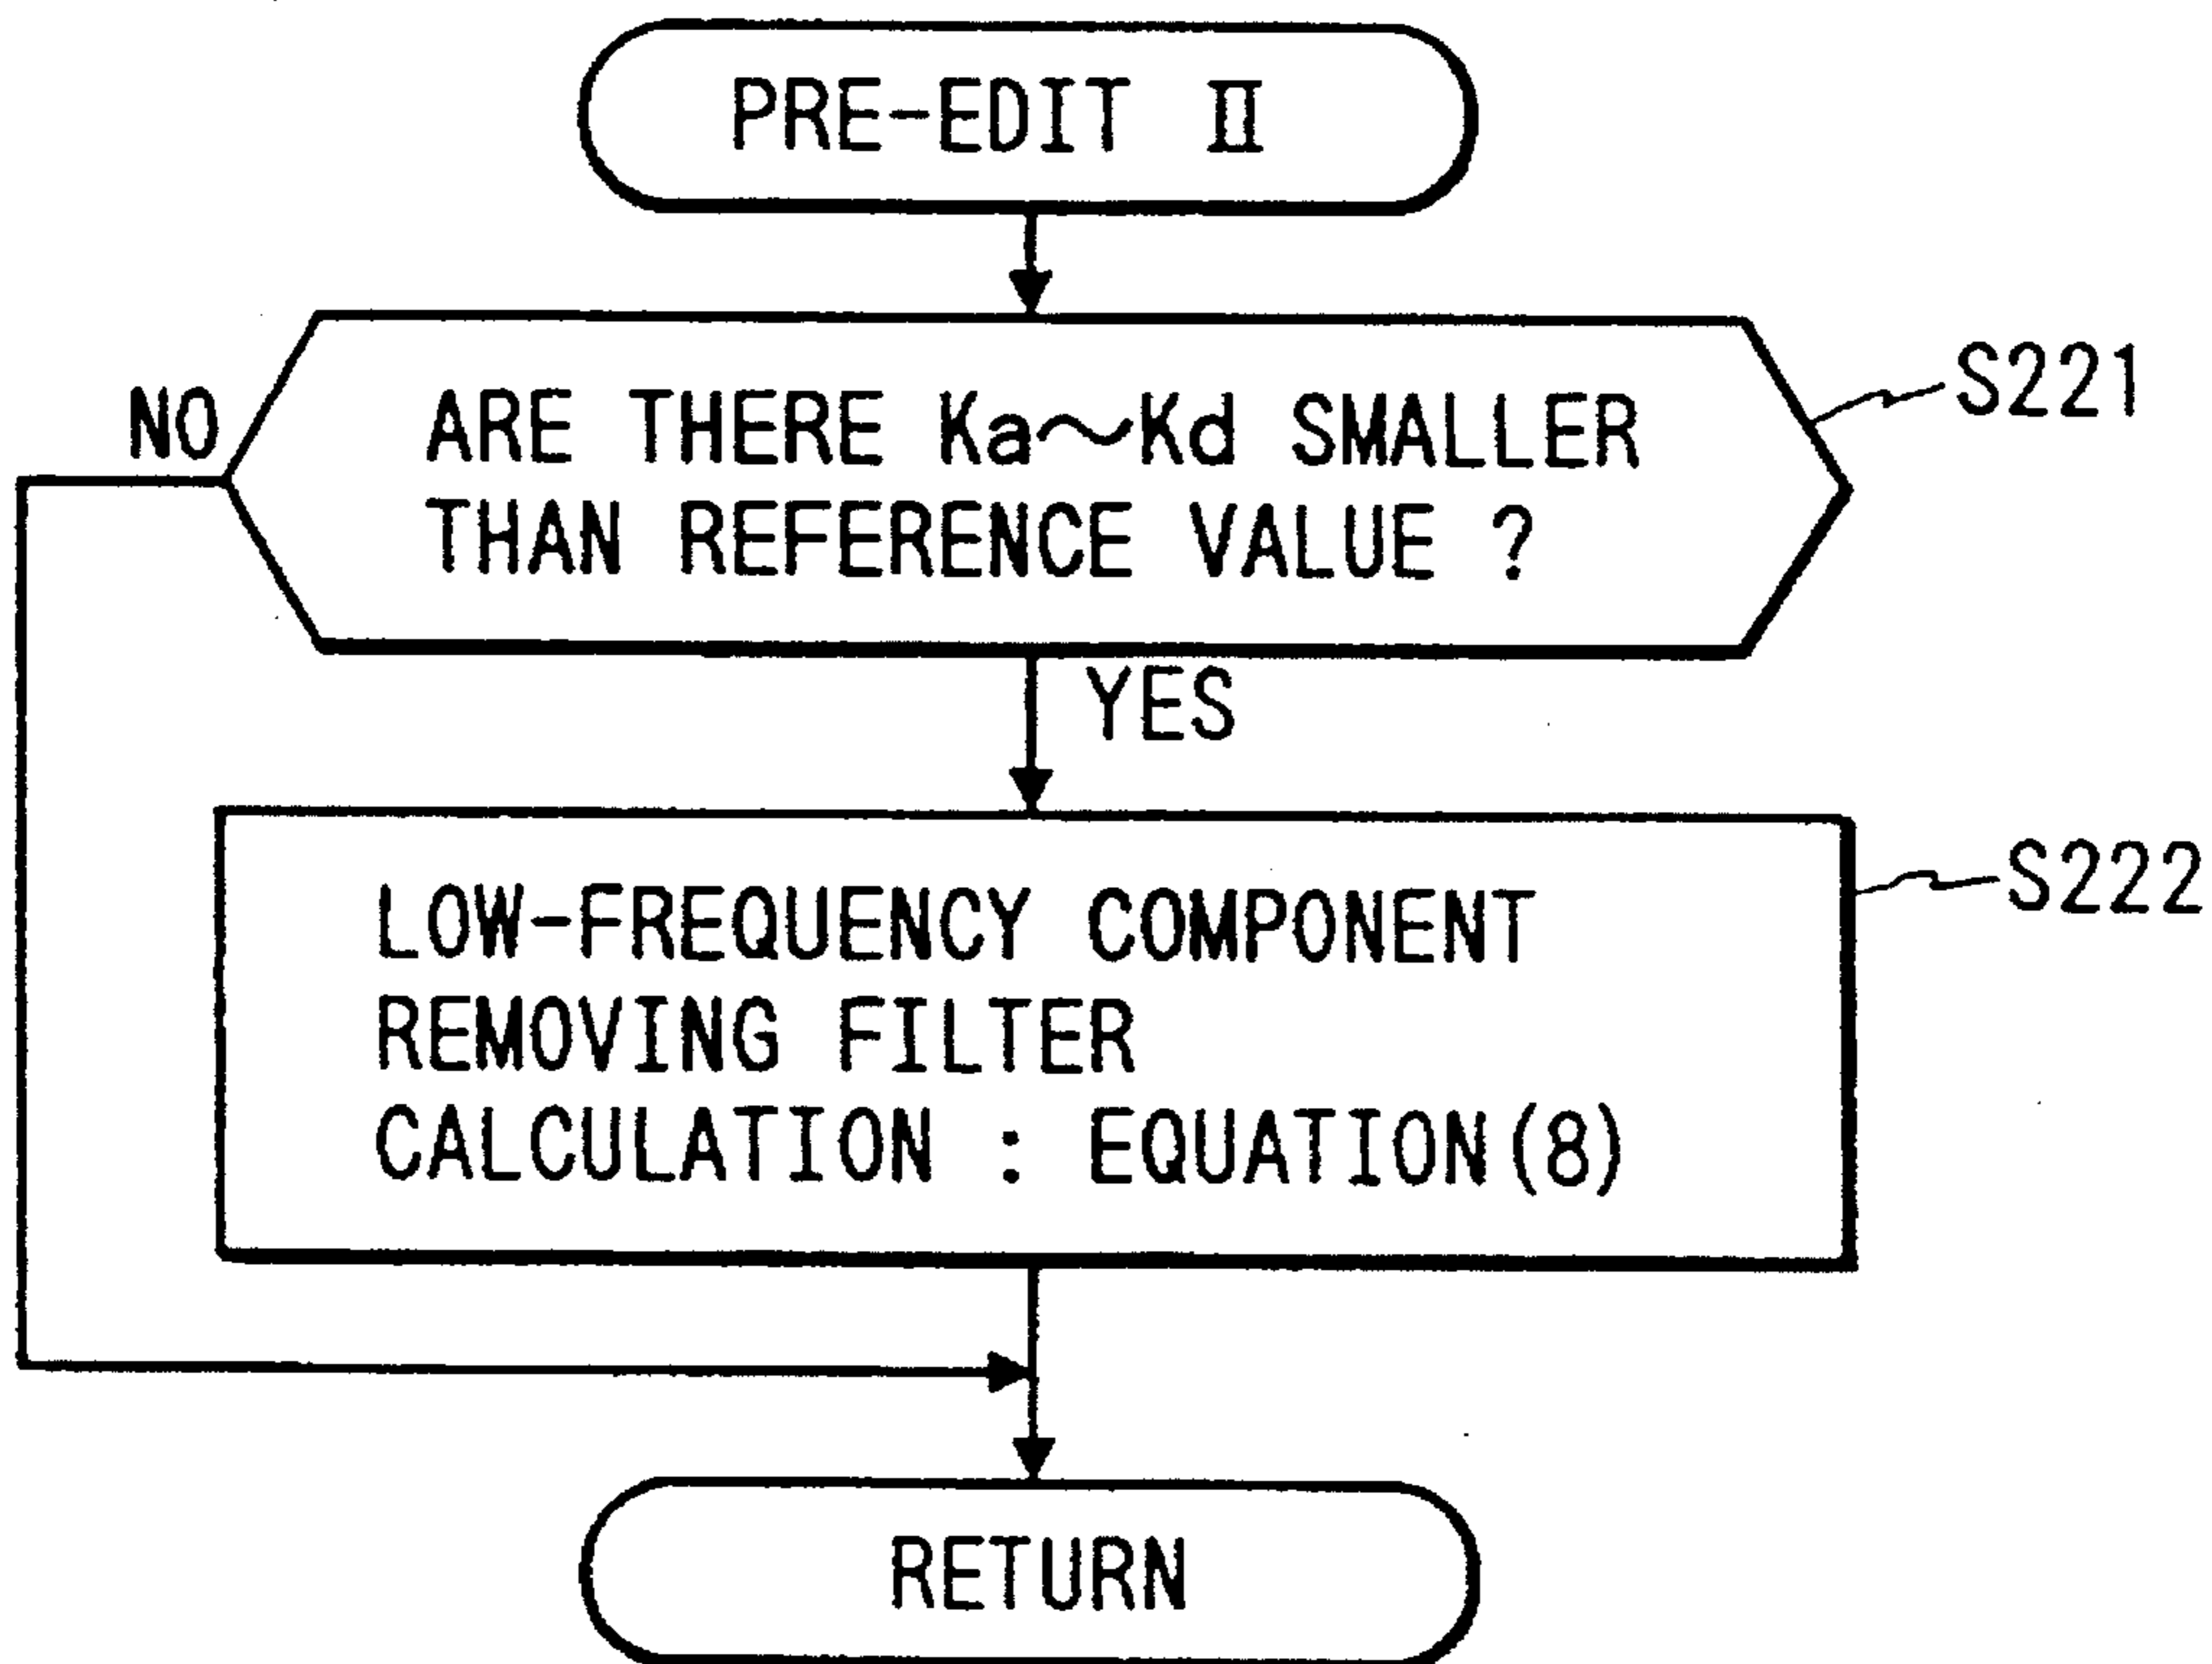 PRE-EDIT II
ARE THERE Ka~Kd SMALLER
THAN REFERENCE VALUE ?
S221
NO
YES
LOW-FREQUENCY COMPONENT
REMOVING FILTER
CALCULATION : EQUATION(8)
S222
RETURN